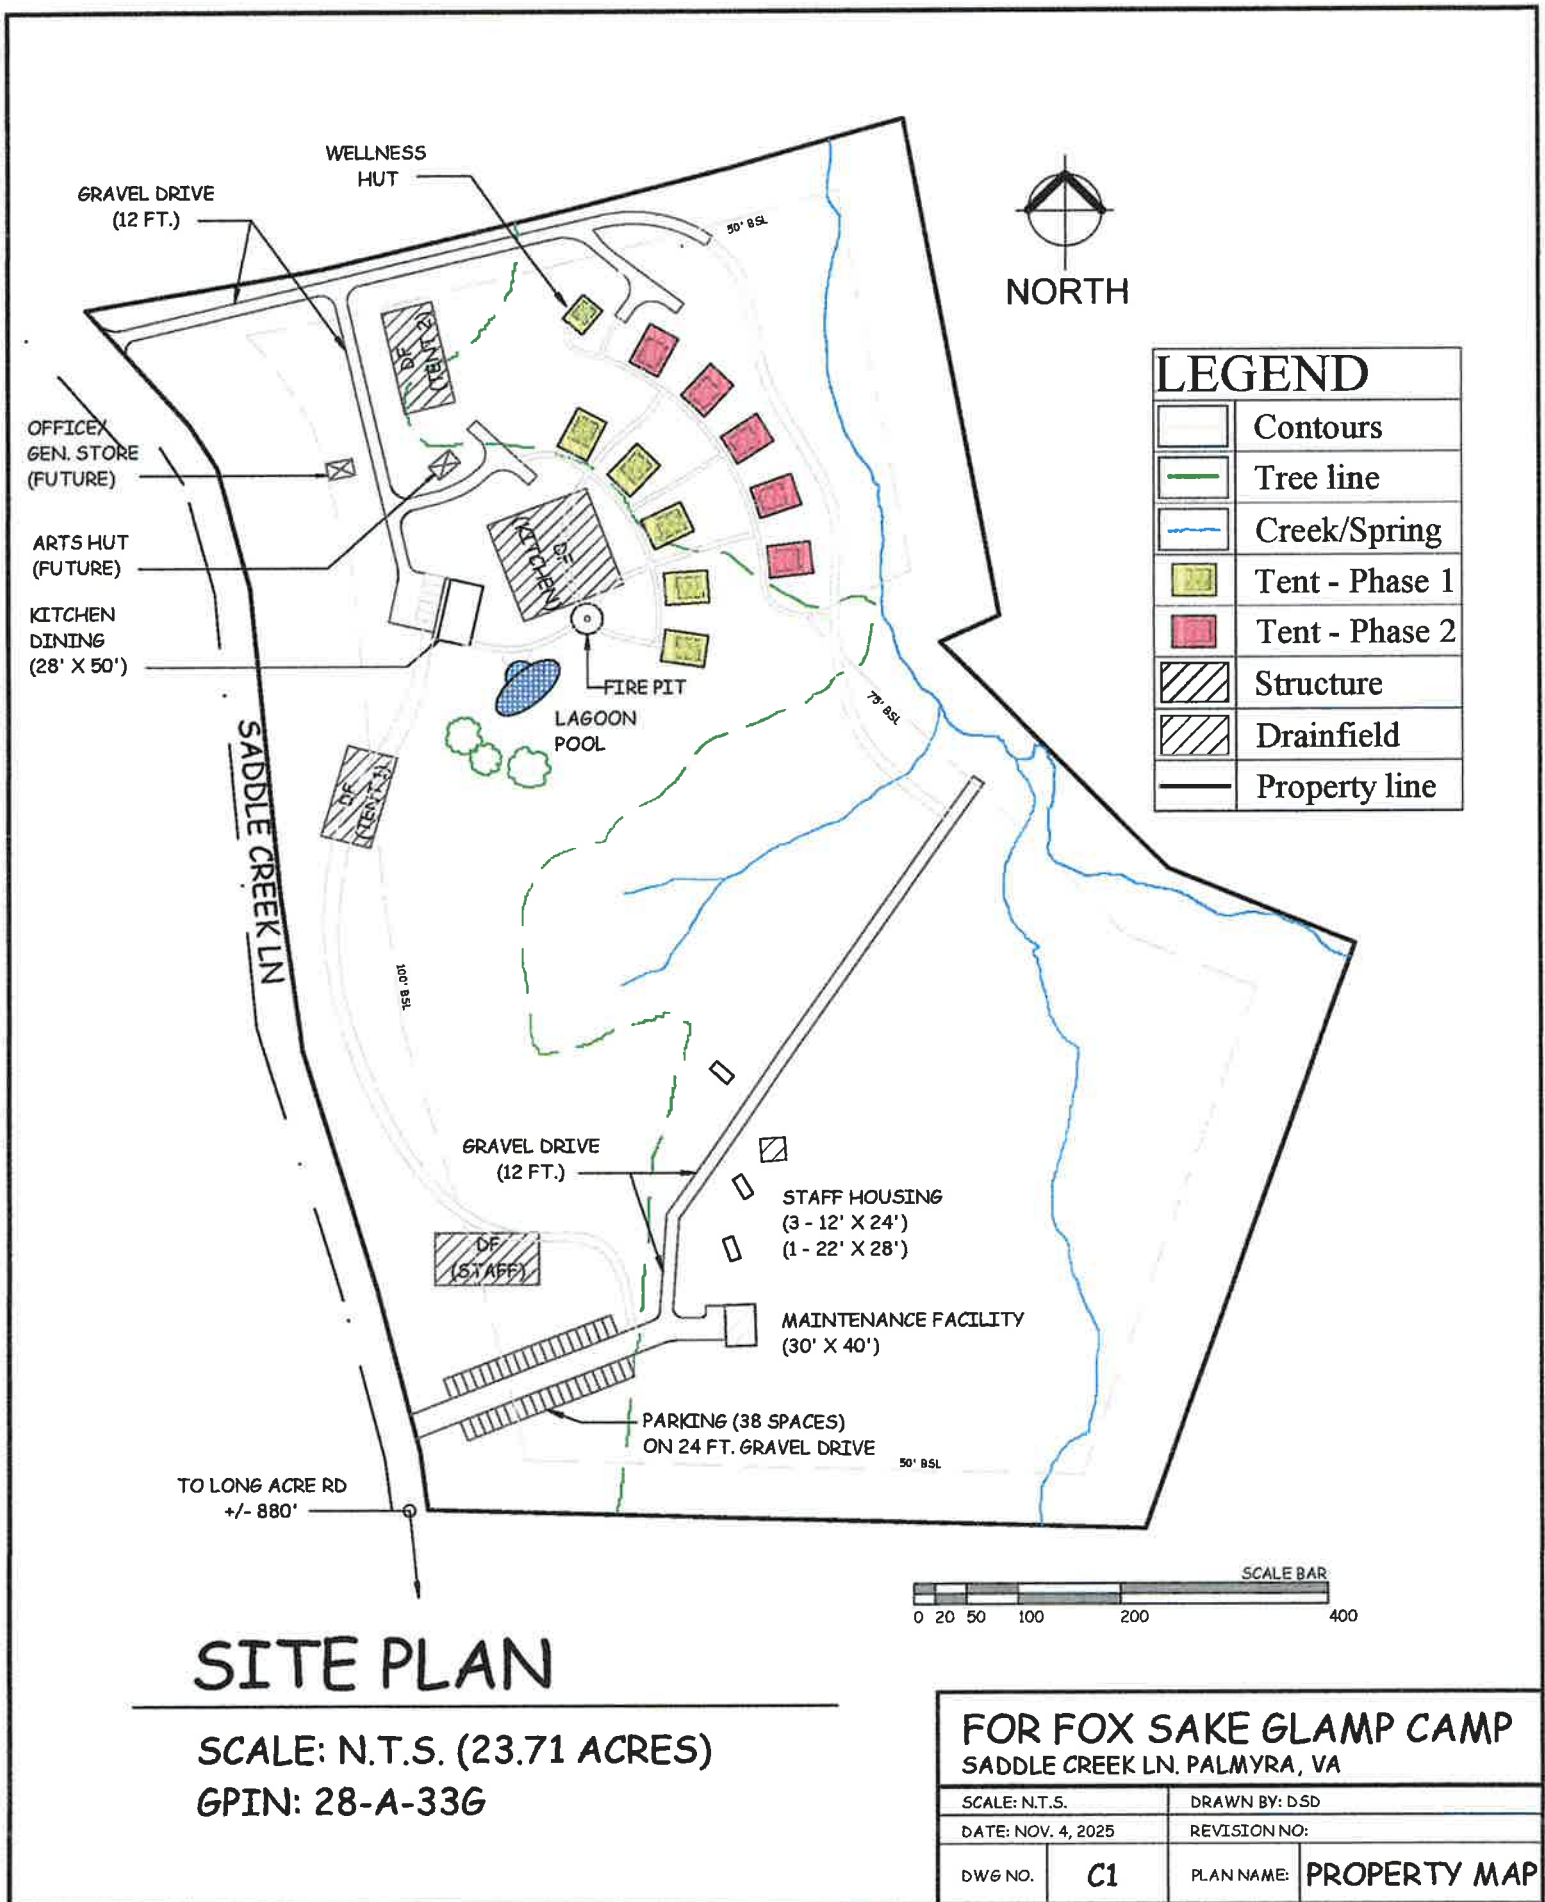 WELLNESS
HUT
GRAVEL DRIVE
(12 FT.)
50' BSL
NORTH
DF
(TENT 2)
OFFICE/
GEN. STORE
(FUTURE)
ARTS HUT
(FUTURE)
KITCHEN
DINING
(28' X 50')
DF
(KITCHEN)
FIRE PIT
LAGOON
POOL
75' BSL
LEGEND
Contours
Tree line
Creek/Spring
Tent - Phase 1
Tent - Phase 2
Structure
Drainfield
Property line
SADDLE CREEK LN
DF
100' BSL
GRAVEL DRIVE
(12 FT.)
STAFF HOUSING
(3 - 12' X 24')
(1 - 22' X 28')
DF
(STAFF)
MAINTENANCE FACILITY
(30' X 40')
PARKING (38 SPACES)
ON 24 FT. GRAVEL DRIVE
50' BSL
TO LONG ACRE RD
+/- 880'
SCALE BAR
0 20 50 100 200 400
SITE PLAN
SCALE: N.T.S. (23.71 ACRES)
GPIN: 28-A-33G
FOR FOX SAKE GLAMP CAMP
SADDLE CREEK LN. PALMYRA, VA
SCALE: N.T.S. DRAWN BY: DSD
DATE: NOV. 4, 2025 REVISION NO:
DWG NO. C1 PLAN NAME: PROPERTY MAP